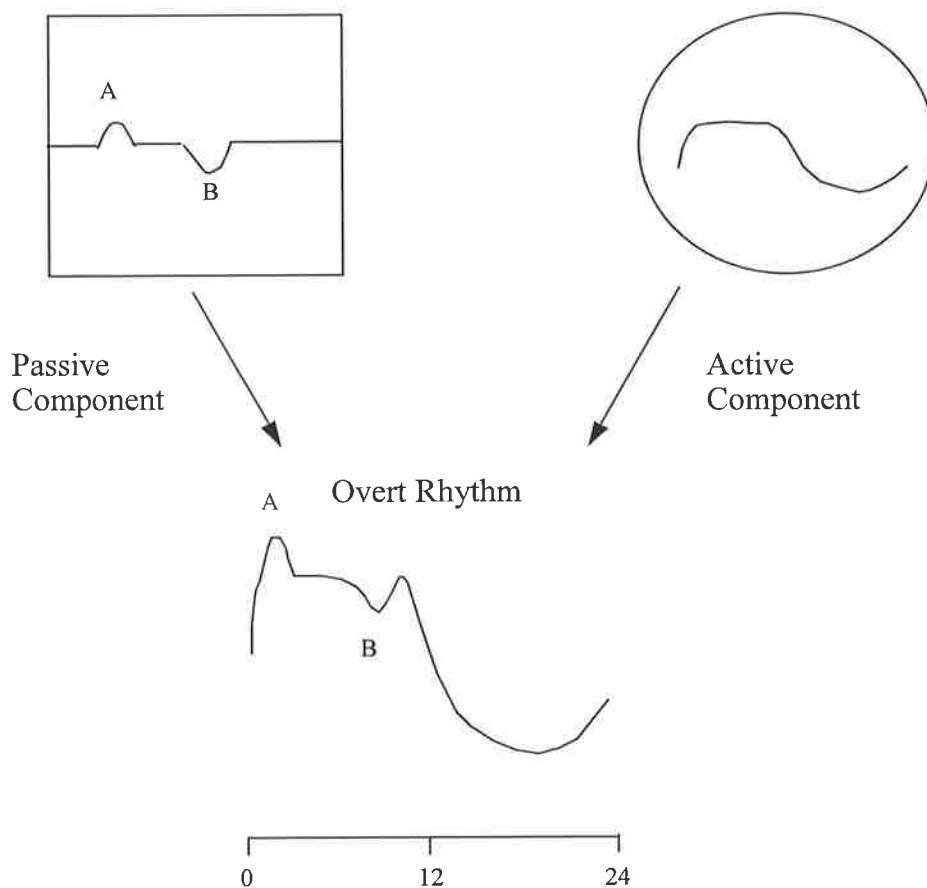 A
B
Passive
Component
Active
Component
Overt Rhythm
A
B
0 12 24